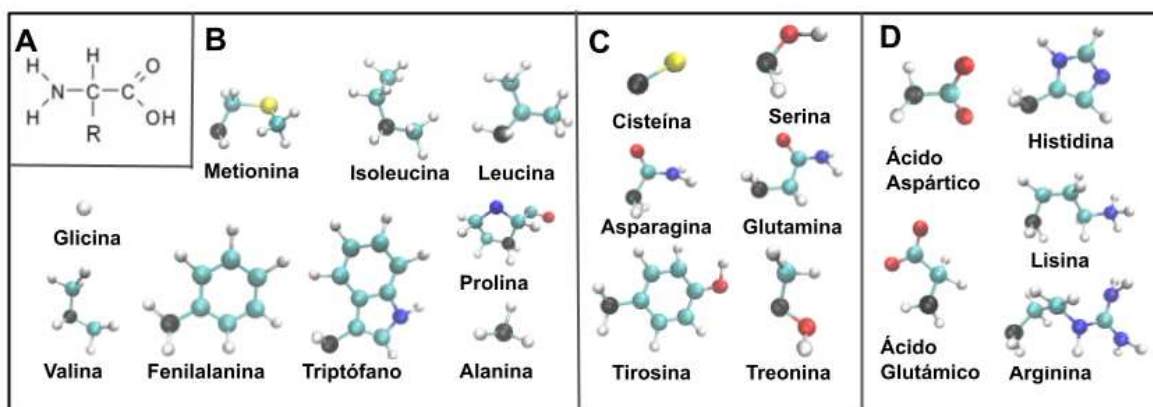 A
H
H
O
N
C
C
H
R
OH
B
Metionina
Isoleucina
Leucina
Glicina
Prolina
Valina
Fenilalanina
Triptófano
Alanina
C
Cisteína
Serina
Asparagina
Glutamina
Tirosina
Treonina
D
Ácido
Aspártico
Histidina
Lisina
Ácido
Glutámico
Arginina